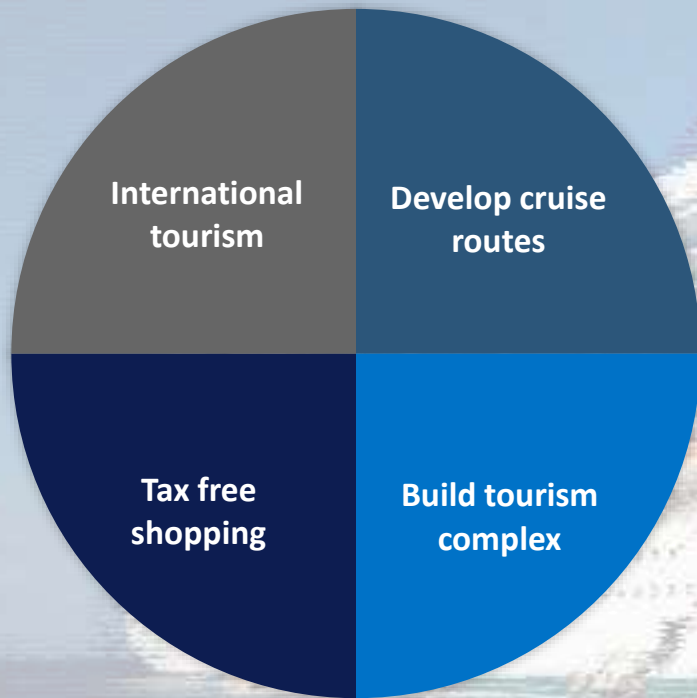 International
tourism
Develop cruise
routes
Tax free
shopping
Build tourism
complex